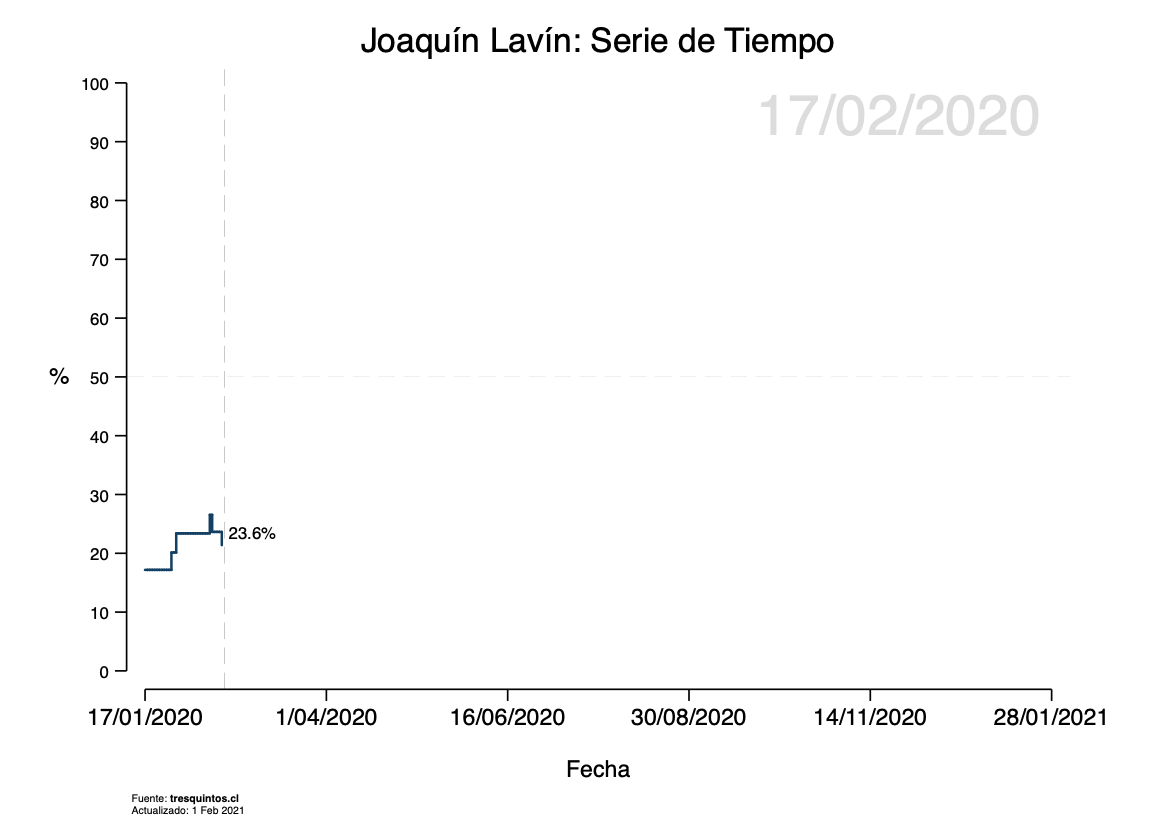 Joaquín Lavín: Serie de Tiempo
17/02/2020
100
90
80
70
60
% 50
40
30
23.6%
20
10
0
17/01/2020 1/04/2020 16/06/2020 30/08/2020 14/11/2020 28/01/2021
Fecha
Fuente: tresquintos.cl
Actualizado: 1 Feb 2021